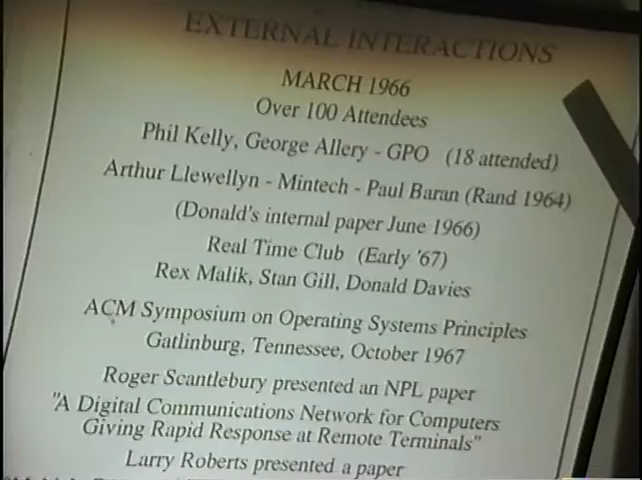 EXTERNAL INTERACTIONS
MARCH 1966
Over 100 Attendees
Phil Kelly, George Allery - GPO (18 attended)
Arthur Llewellyn - Mintech - Paul Baran (Rand 1964)
(Donald's internal paper June 1966)
Real Time Club (Early '67)
Rex Malik, Stan Gill, Donald Davies
ACM Symposium on Operating Systems Principles
Gatlinburg, Tennessee, October 1967
Roger Scantlebury presented an NPL paper
"A Digital Communications Network for Computers
Giving Rapid Response at Remote Terminals"
Larry Roberts presented a paper